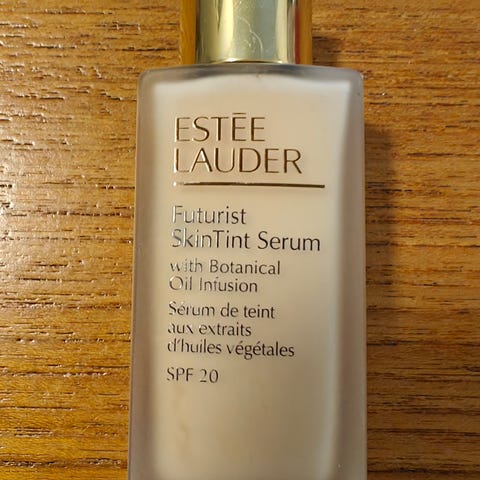 ESTĒE
LAUDER
Futurist
SkinTint Serum
with Botanical
Oil Infusion
Sérum de teint
aux extraits
d'huiles végétales
SPF 20